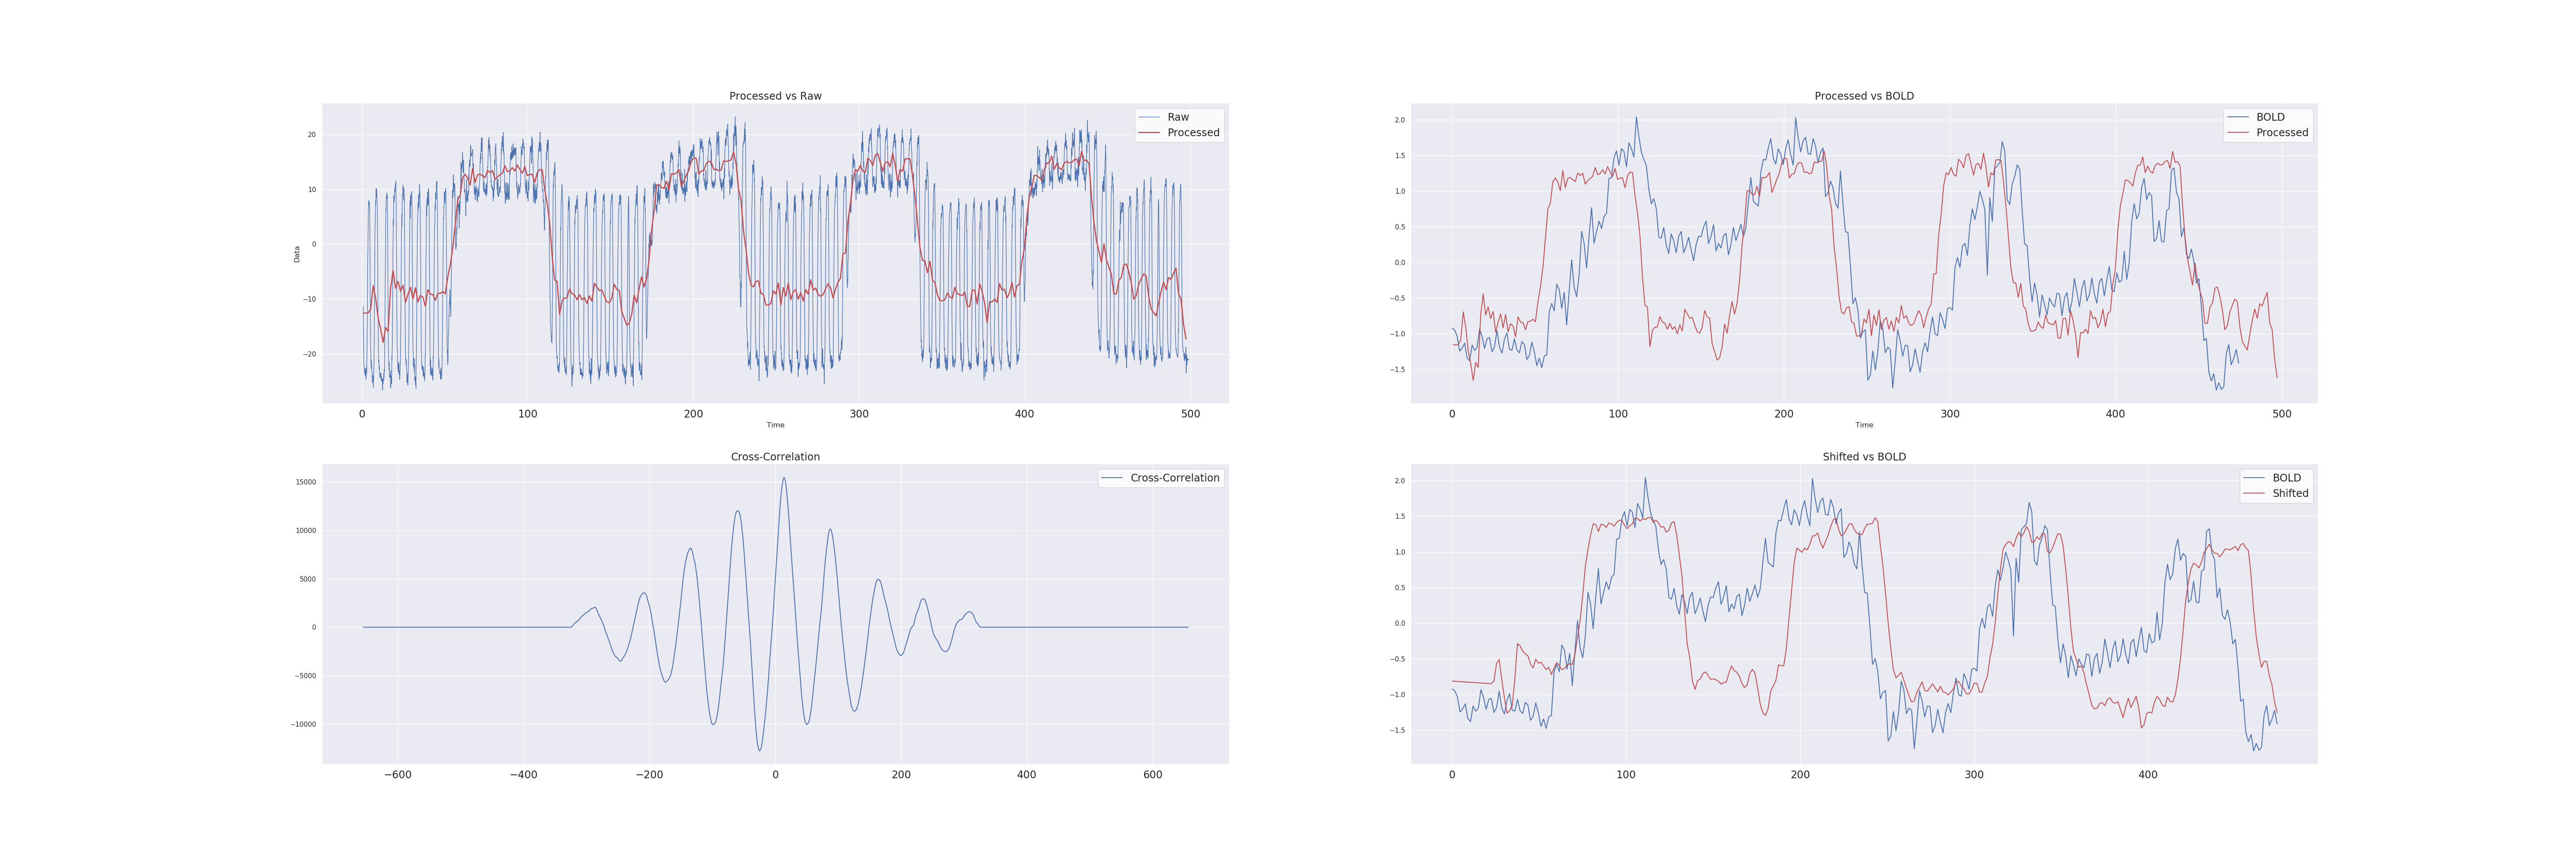 Processed vs Raw
Raw
Processed
20
10
0
−10
−20
Data
0 100 200 300 400 500
Time
Processed vs BOLD
BOLD
Processed
2.0
1.5
1.0
0.5
0.0
−0.5
−1.0
−1.5
0 100 200 300 400 500
Time
Cross-Correlation
Cross-Correlation
15000
10000
5000
0
−5000
−10000
−600 −400 −200 0 200 400 600
Shifted vs BOLD
BOLD
Shifted
2.0
1.5
1.0
0.5
0.0
−0.5
−1.0
−1.5
0 100 200 300 400